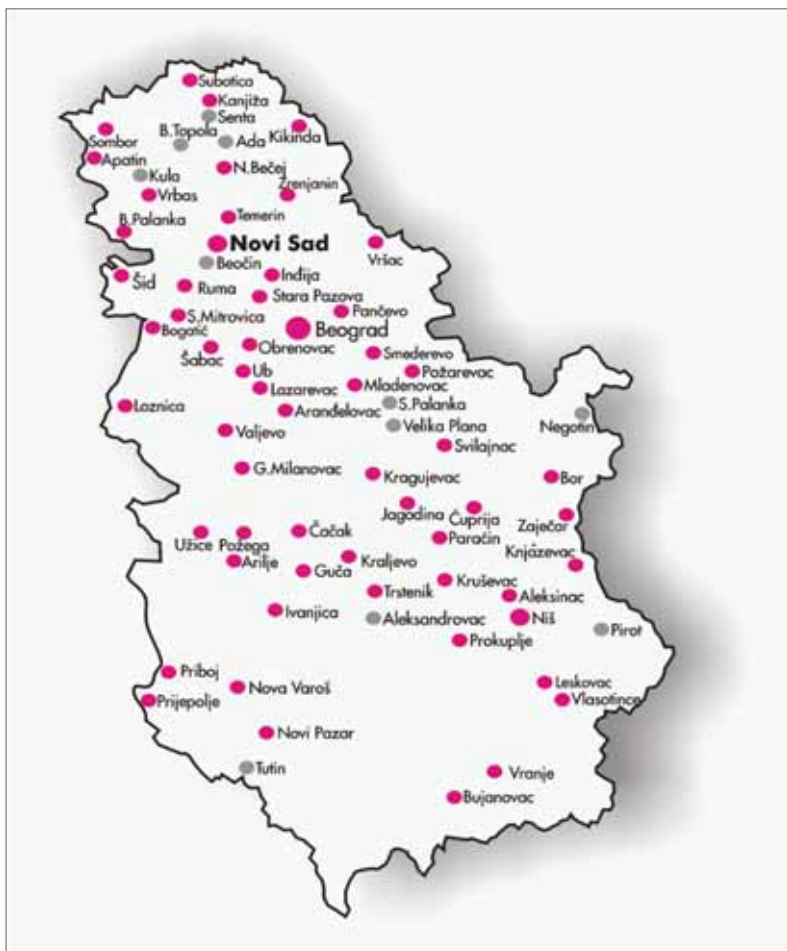 Subotica
Kanjiža
Senta
B.Topola
Ada
Kikinda
Sombor
Apatin
Kula
N.Bečej
Zrenjanin
Vrbas
Temerin
B.Palanka
Novi Sad
Vršac
Beočin
Šid
Inđija
Ruma
Stara Pazova
Pančevo
S.Mitrovica
Bogatić
Beograd
Šabac
Obrenovac
Smederevo
Ub
Požarevac
Lazarevac
Mladenovac
Loznica
Aranđelovac
S.Palanka
Velika Plana
Negotin
Valjevo
Svilajnac
G.Milanovac
Kragujevac
Bor
Jagodina
Ćuprija
Zaječar
Užice
Požega
Čačak
Paraćin
Knjaževac
Arilje
Guča
Kraljevo
Trstenik
Kruševac
Aleksinac
Ivanjica
Aleksandrovac
Niš
Pirot
Prokuplje
Priboj
Prijepolje
Nova Varoš
Leskovac
Vlasotince
Novi Pazar
Tutin
Vranje
Bujanovac